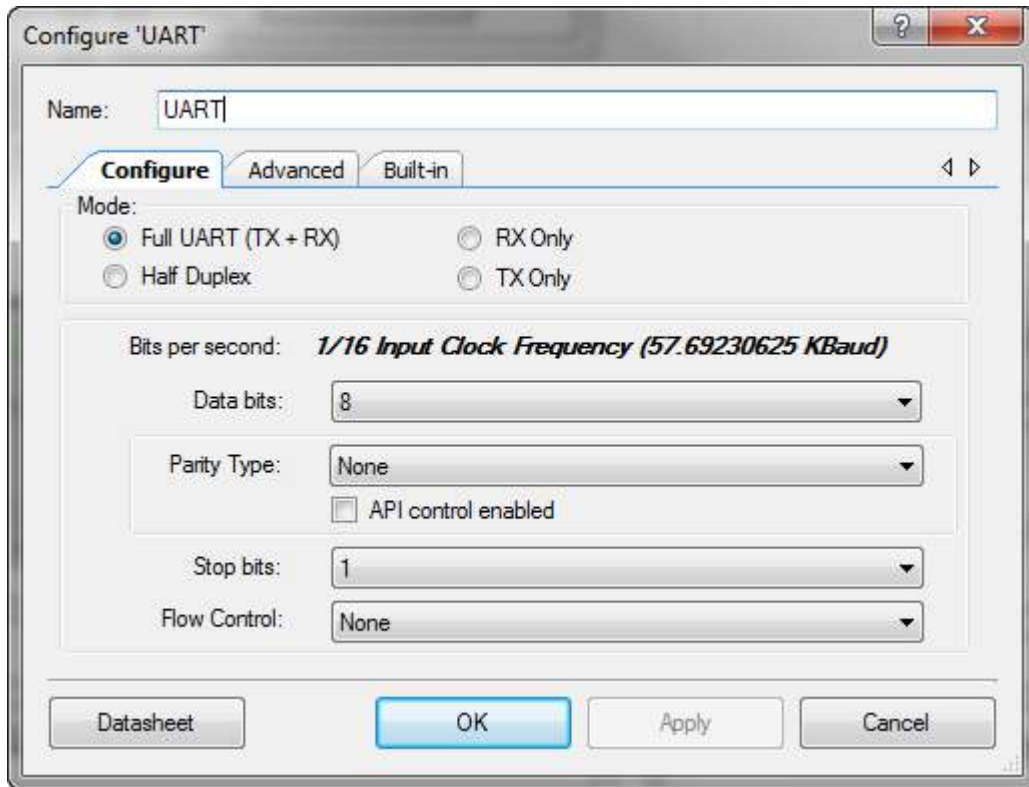 Configure 'UART'
Name: UART
Configure Advanced Built-in
Mode:
Full UART (TX + RX) RX Only
Half Duplex TX Only
Bits per second: 1/16 Input Clock Frequency (57.69230625 KBaud)
Data bits: 8
Parity Type: None
API control enabled
Stop bits: 1
Flow Control: None
Datasheet OK Apply Cancel